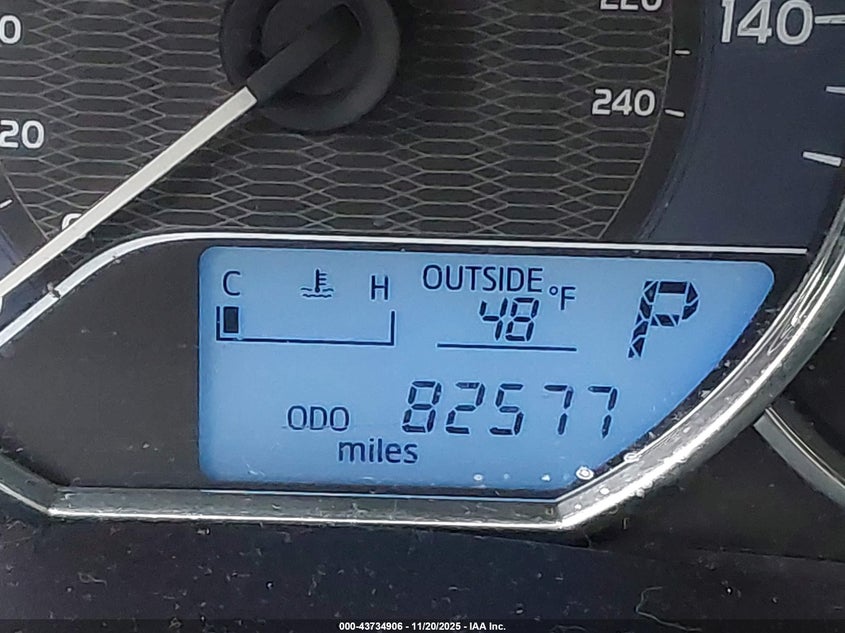 220
140
240
20
C H OUTSIDE °F P
48
ODO 82577
miles
000-43734906 - 11/20/2025 - IAA Inc.